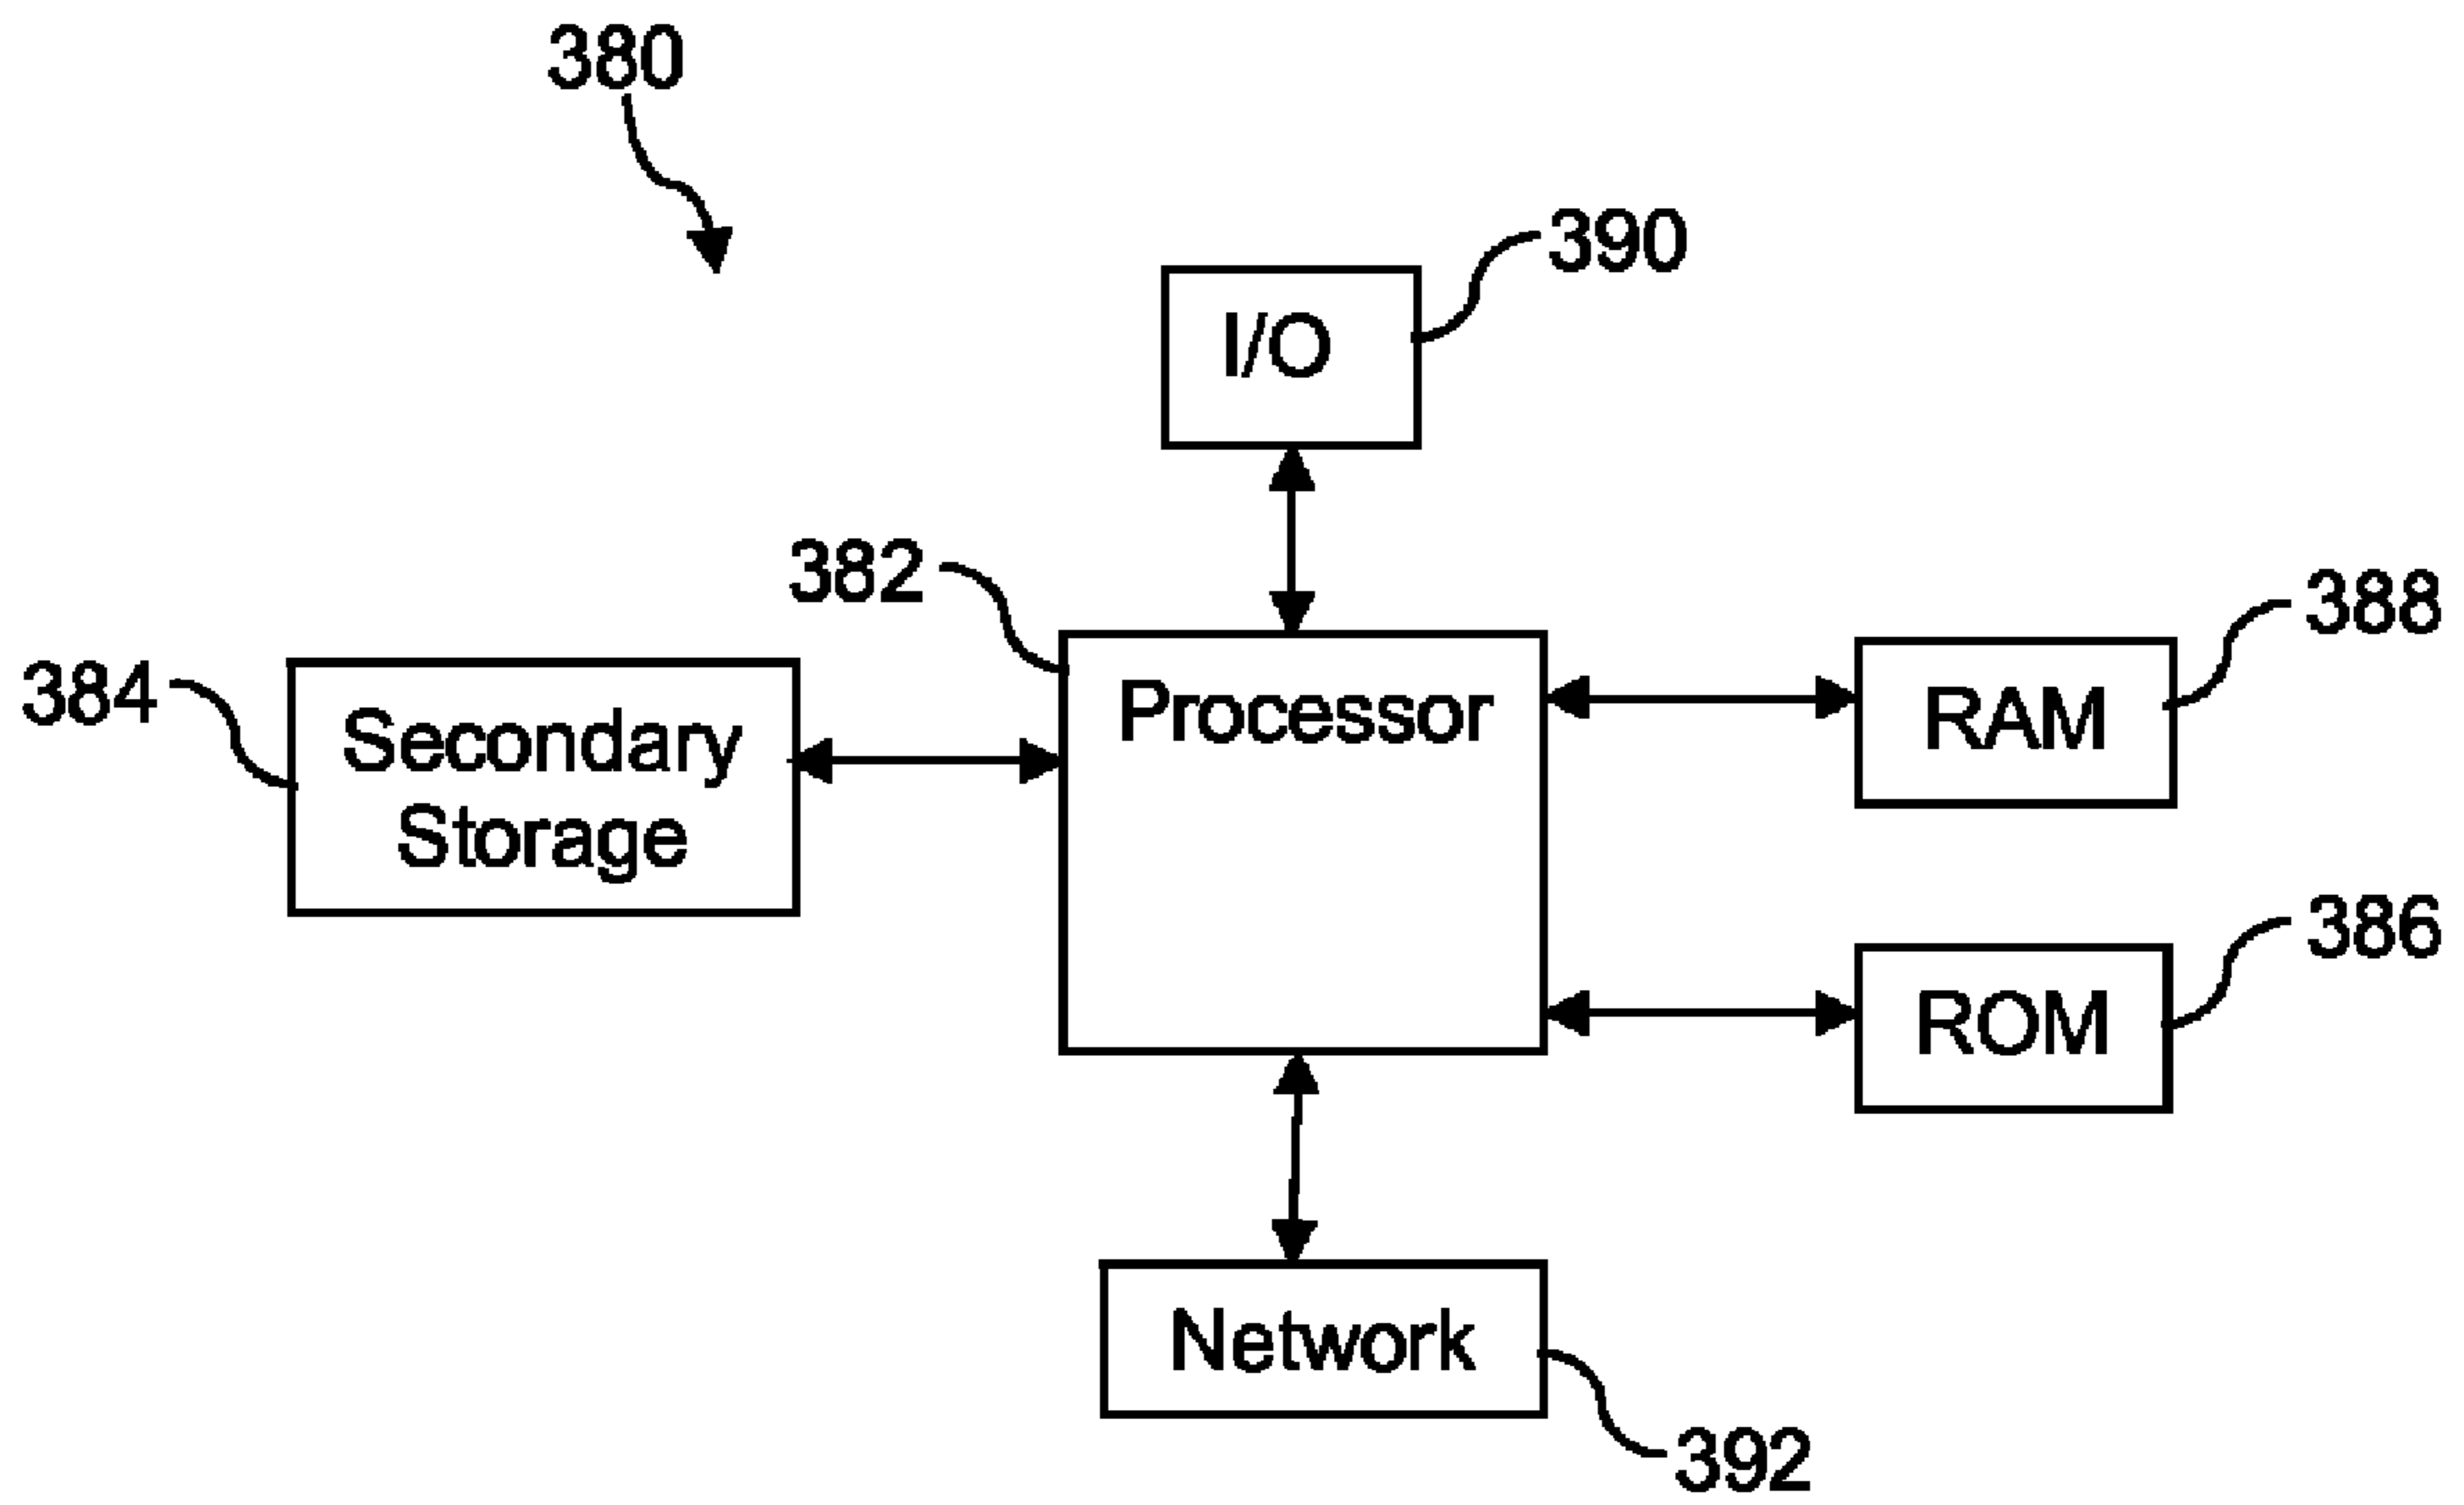 380
390
I/O
382
388
384
Processor
RAM
Secondary
Storage
386
ROM
Network
392